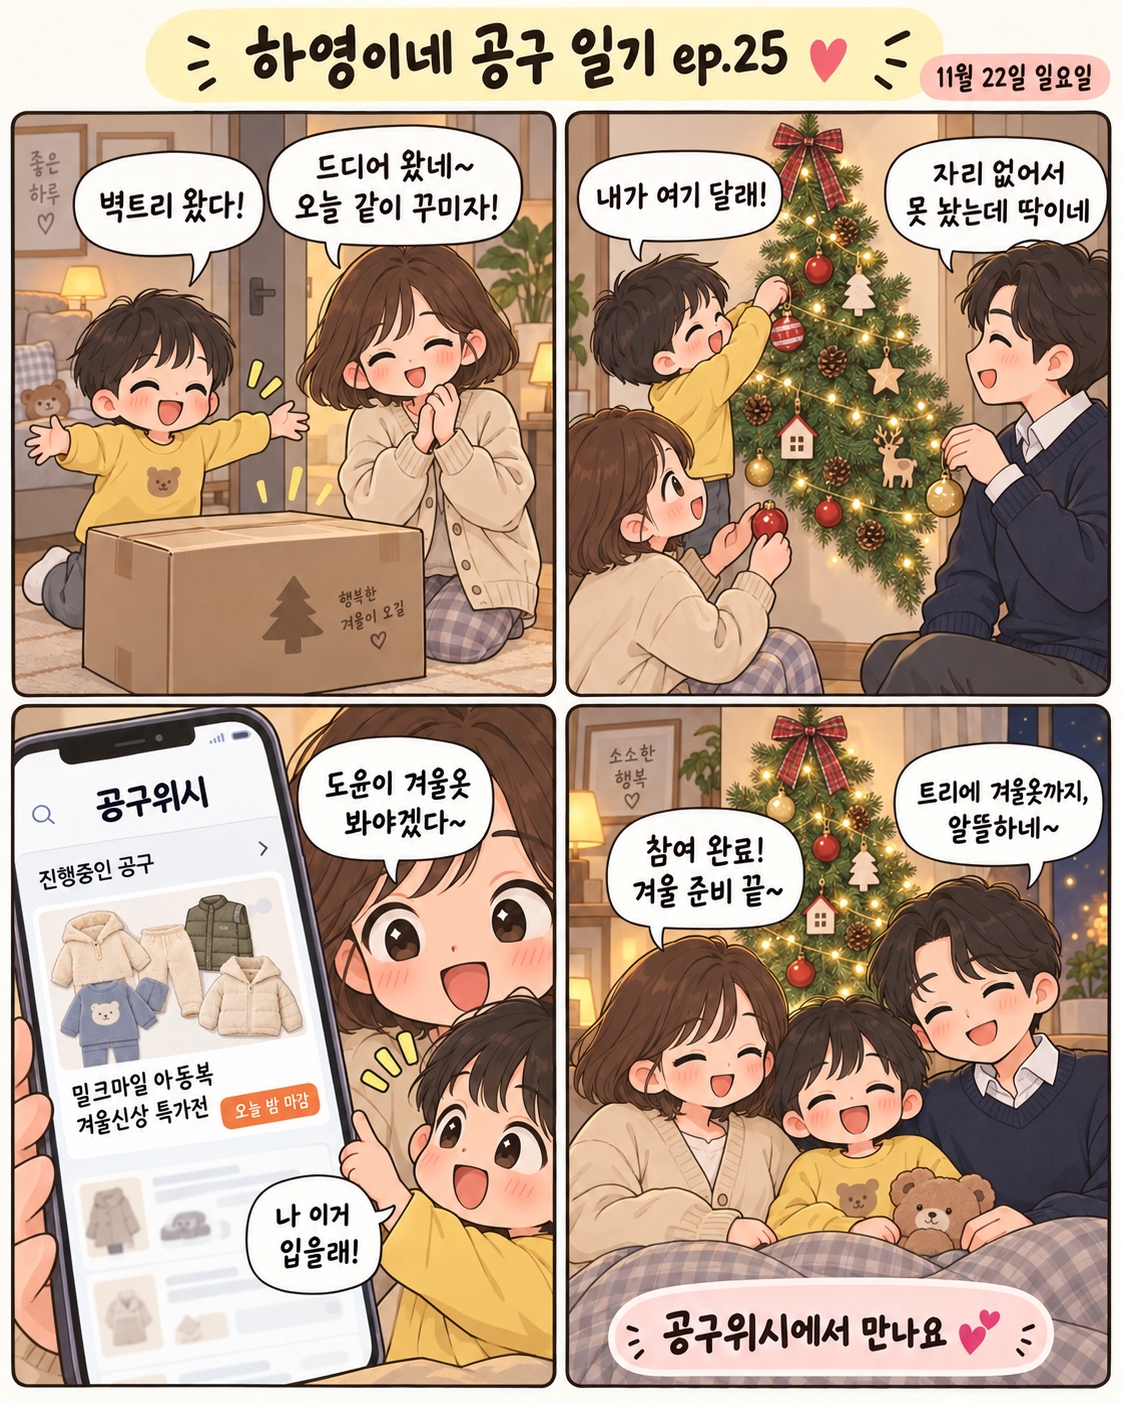 하영이네 공구 일기 ep.25
11월 22일 일요일
좋은
하루
벽트리 왔다!
드디어 왔네~
오늘 같이 꾸미자!
행복한
겨울이 오길
내가 여기 달래!
자리 없어서
못 놨는데 딱이네
공구위시
진행중인 공구
밀크마일 아동복
겨울신상 특가전
오늘 밤 마감
도윤이 겨울옷
봐야겠다~
나 이거
입을래!
소소한
행복
참여 완료!
겨울 준비 끝~
트리에 겨울옷까지,
알뜰하네~
공구위시에서 만나요